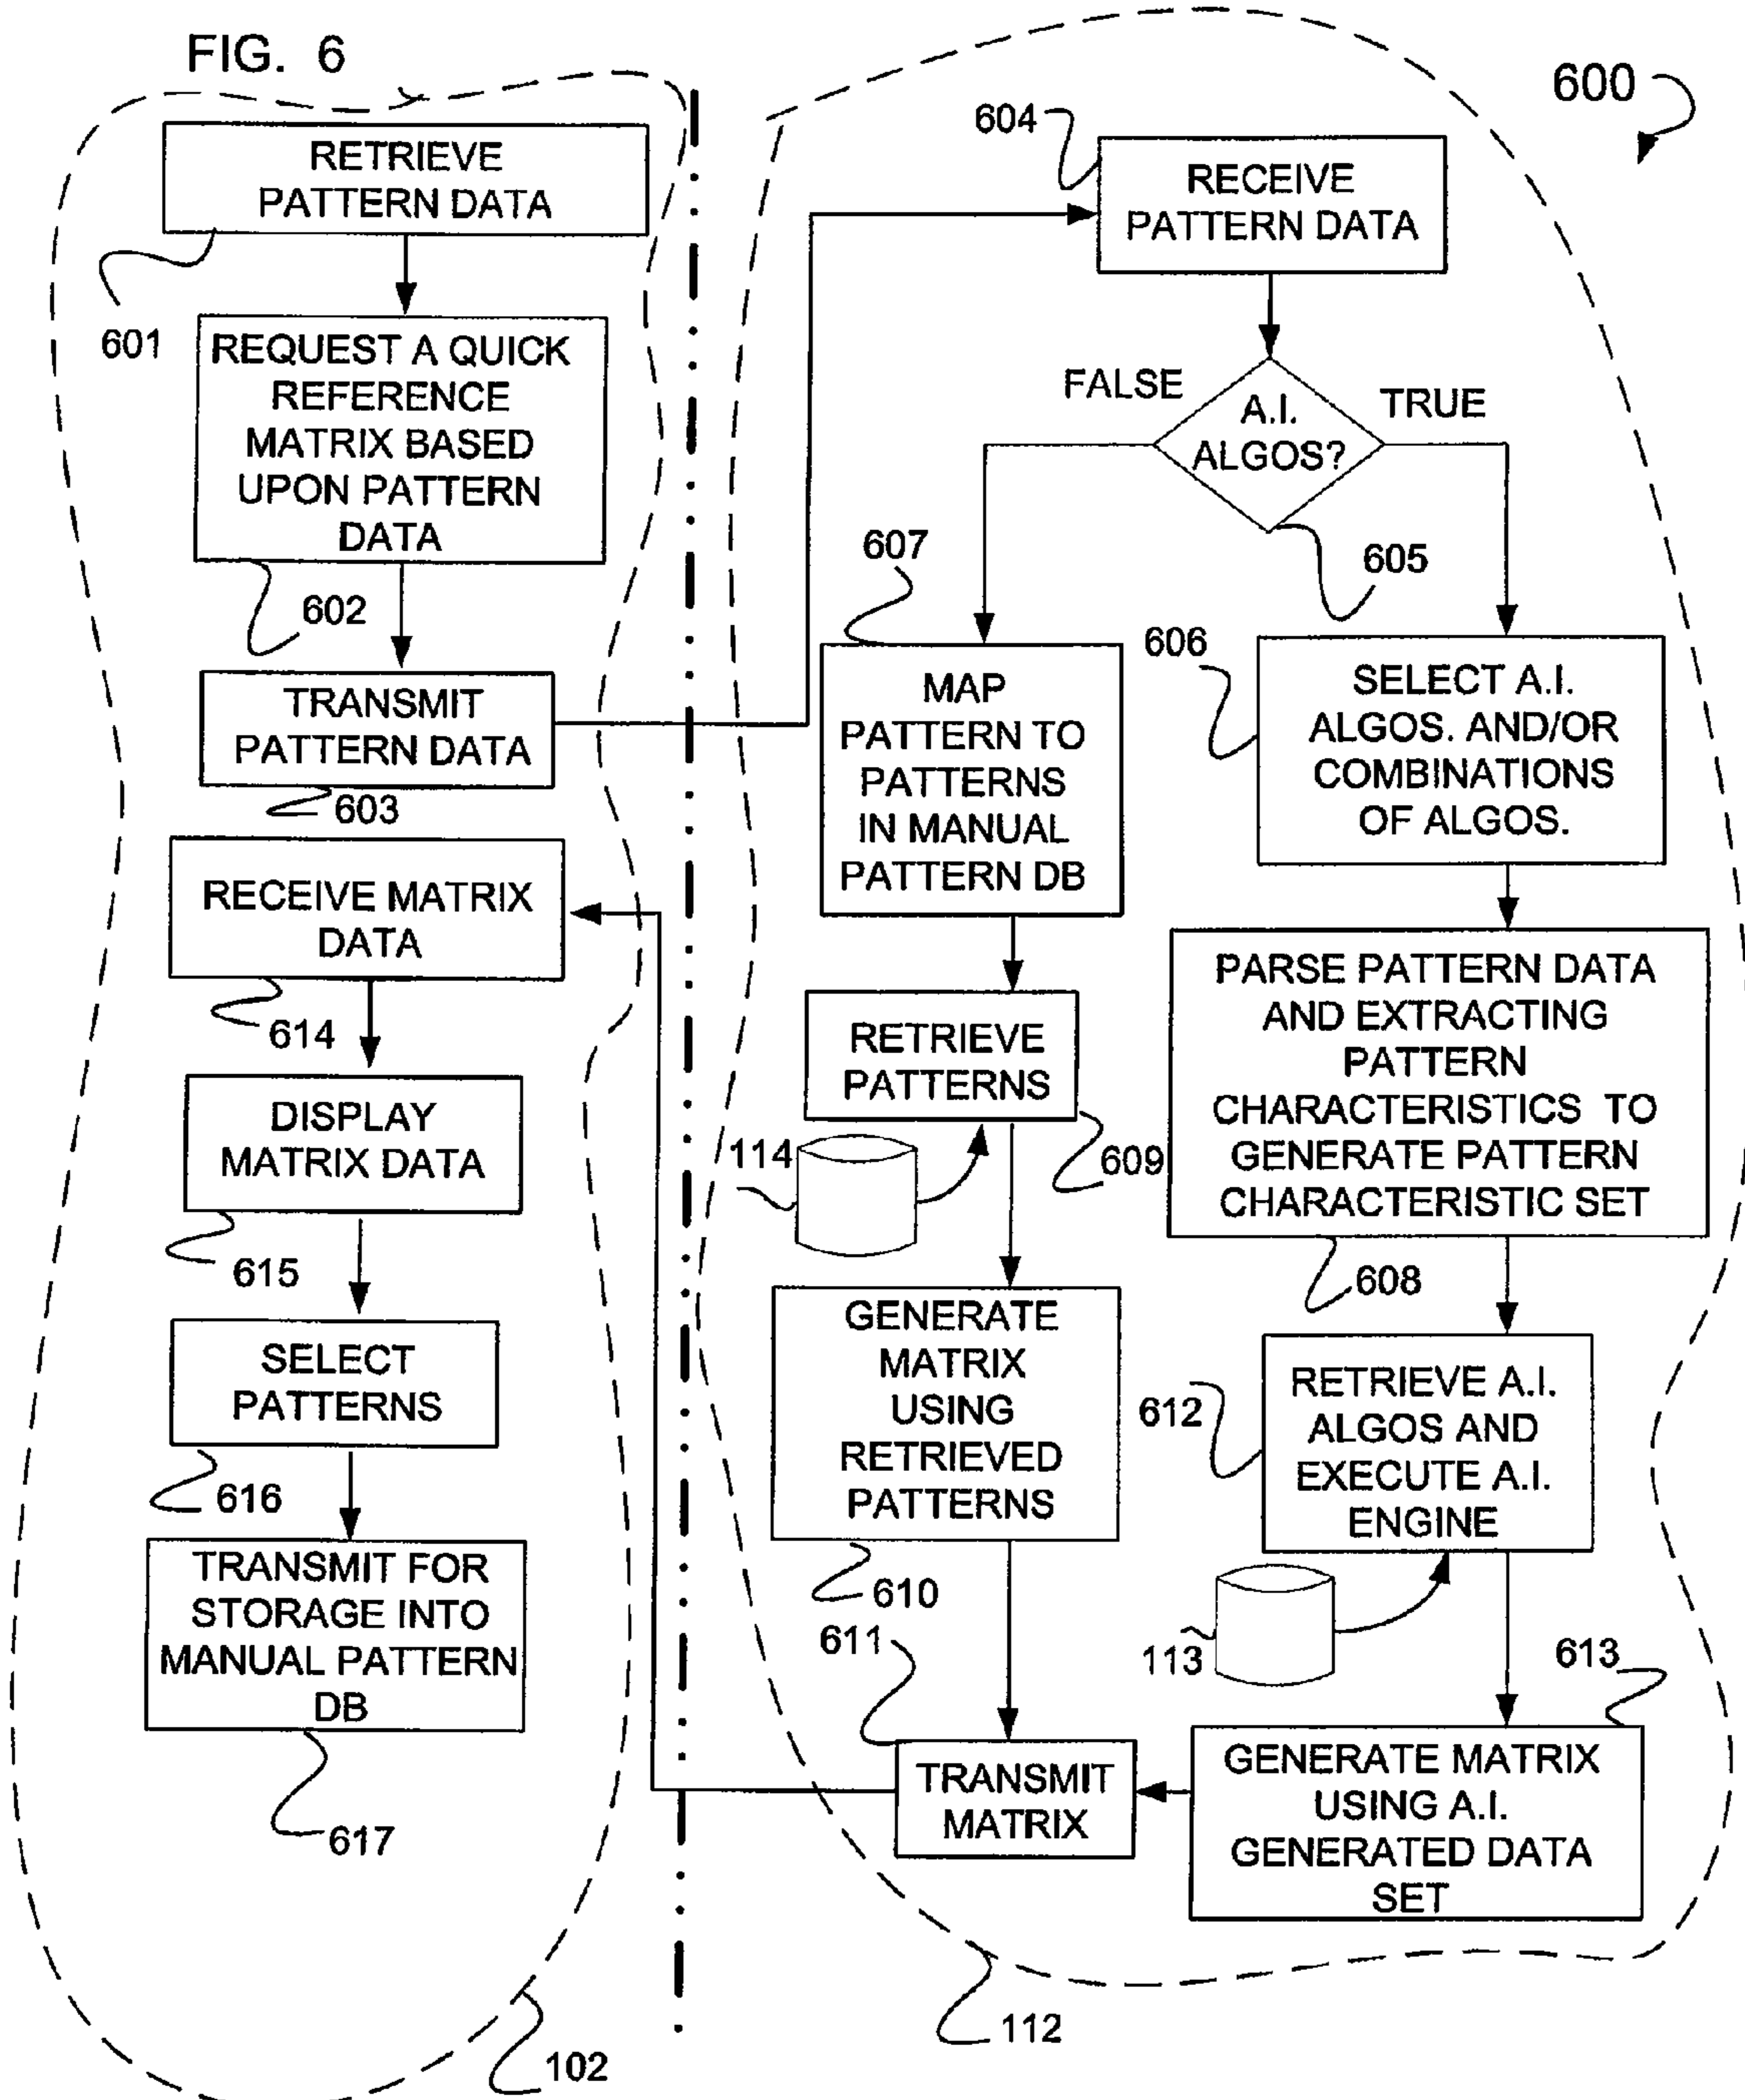 FIG. 6
600
RETRIEVE
PATTERN DATA
601
REQUEST A QUICK
REFERENCE
MATRIX BASED
UPON PATTERN
DATA
602
TRANSMIT
PATTERN DATA
603
RECEIVE MATRIX
DATA
614
DISPLAY
MATRIX DATA
615
SELECT
PATTERNS
616
TRANSMIT FOR
STORAGE INTO
MANUAL PATTERN
DB
617
102
604
RECEIVE
PATTERN DATA
FALSE
A.I.
ALGOS?
TRUE
605
607
MAP
PATTERN TO
PATTERNS
IN MANUAL
PATTERN DB
RETRIEVE
PATTERNS
609
114
GENERATE
MATRIX
USING
RETRIEVED
PATTERNS
610
611
TRANSMIT
MATRIX
606
SELECT A.I.
ALGOS. AND/OR
COMBINATIONS
OF ALGOS.
PARSE PATTERN DATA
AND EXTRACTING
PATTERN
CHARACTERISTICS TO
GENERATE PATTERN
CHARACTERISTIC SET
608
612
RETRIEVE A.I.
ALGOS AND
EXECUTE A.I.
ENGINE
113
613
GENERATE MATRIX
USING A.I.
GENERATED DATA
SET
112